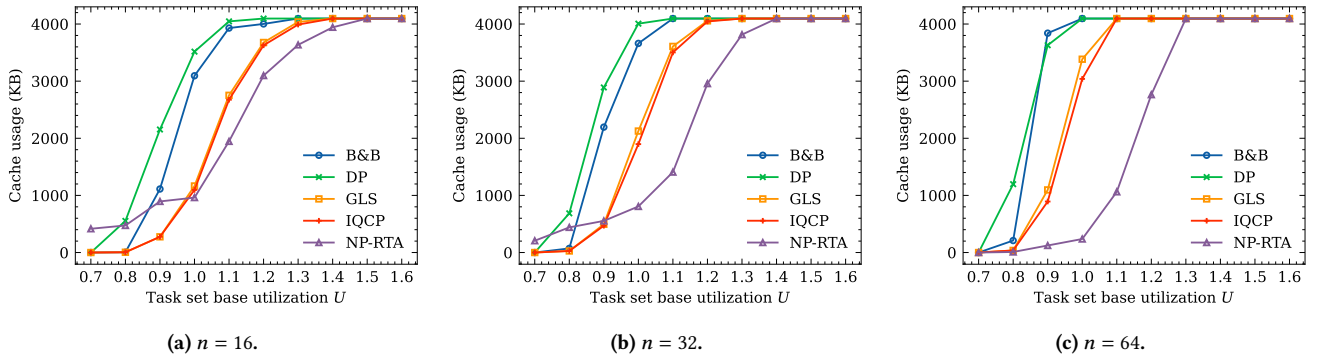 4000
3000
2000
1000
0
Cache usage (KB)
B&B
DP
GLS
IQCP
NP-RTA
0.7 0.8 0.9 1.0 1.1 1.2 1.3 1.4 1.5 1.6
Task set base utilization U
(a) n = 16.
4000
3000
2000
1000
0
Cache usage (KB)
B&B
DP
GLS
IQCP
NP-RTA
0.7 0.8 0.9 1.0 1.1 1.2 1.3 1.4 1.5 1.6
Task set base utilization U
(b) n = 32.
4000
3000
2000
1000
0
Cache usage (KB)
B&B
DP
GLS
IQCP
NP-RTA
0.7 0.8 0.9 1.0 1.1 1.2 1.3 1.4 1.5 1.6
Task set base utilization U
(c) n = 64.